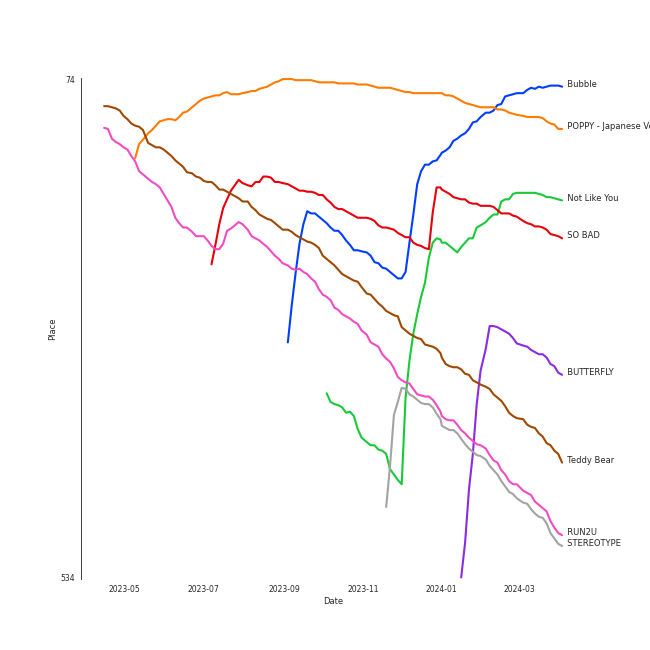 74
Bubble
POPPY - Japanese Ve
Not Like You
SO BAD
Place
BUTTERFLY
Teddy Bear
RUN2U
STEREOTYPE
534
2023-05 2023-07 2023-09 2023-11 2024-01 2024-03
Date